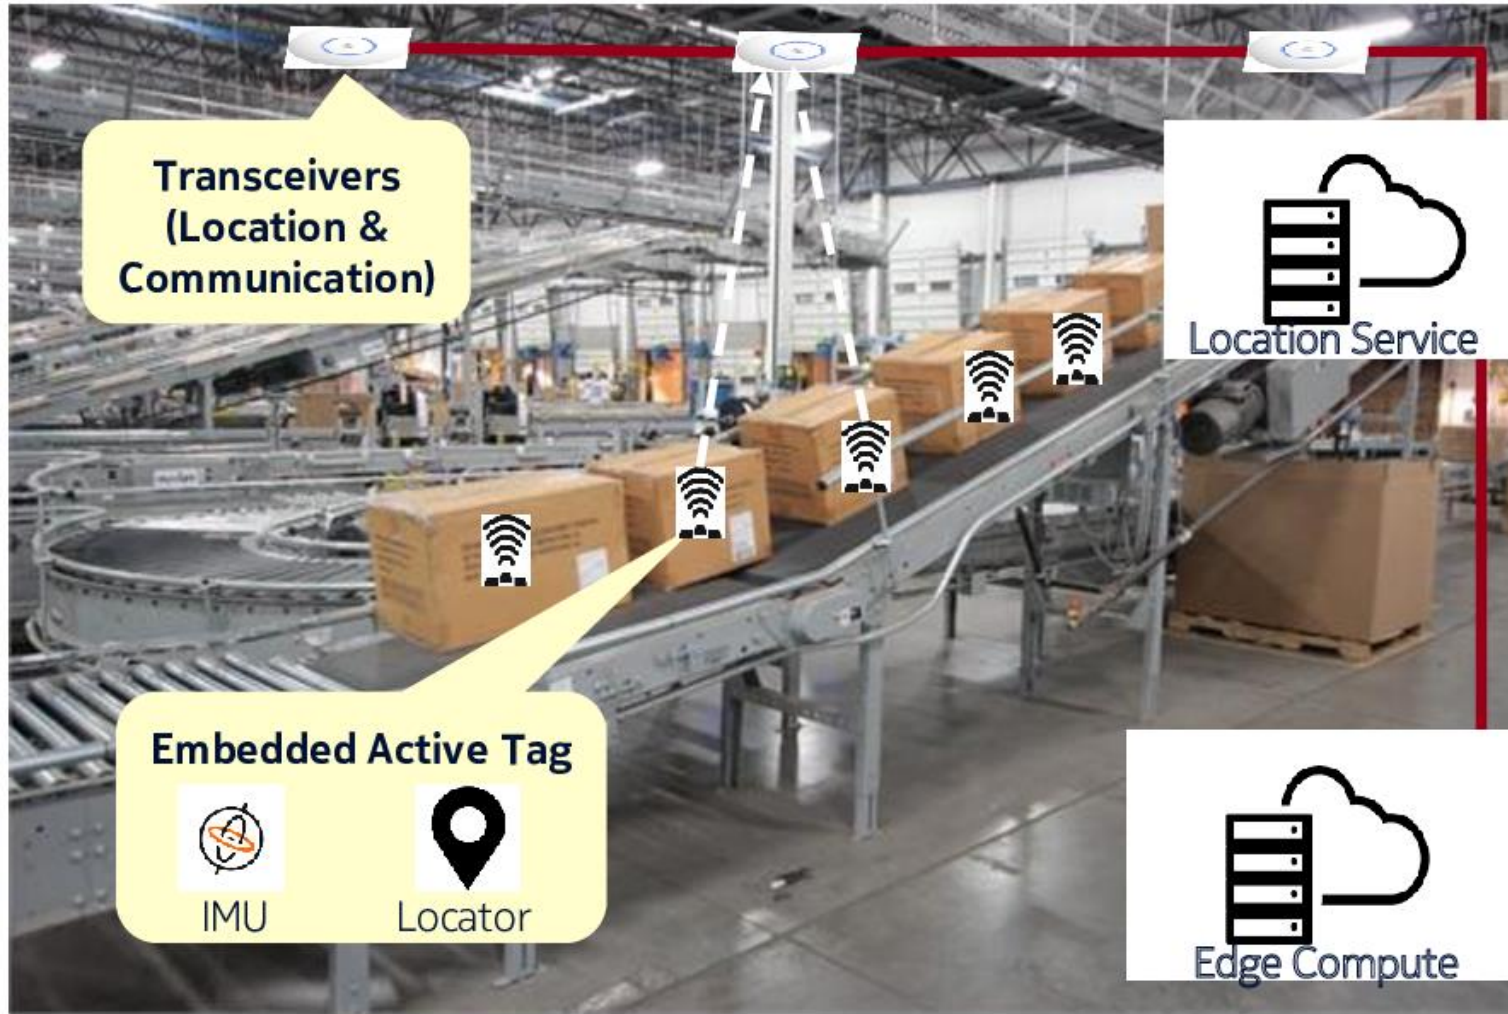 Transceivers
(Location &
Communication)
Location Service
Embedded Active Tag
IMU
Locator
Edge Compute